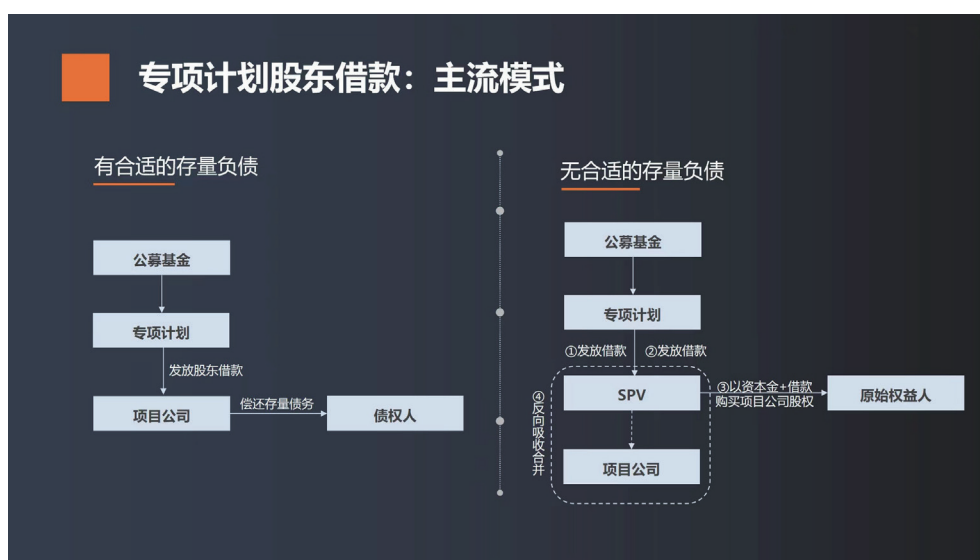 专项计划股东借款：主流模式
有合适的存量负债
公募基金
专项计划
发放股东借款
项目公司
偿还存量债务
债权人
无合适的存量负债
公募基金
专项计划
①发放借款
②发放借款
SPV
③以资本金+借款
购买项目公司股权
原始权益人
④反向吸收合并
项目公司